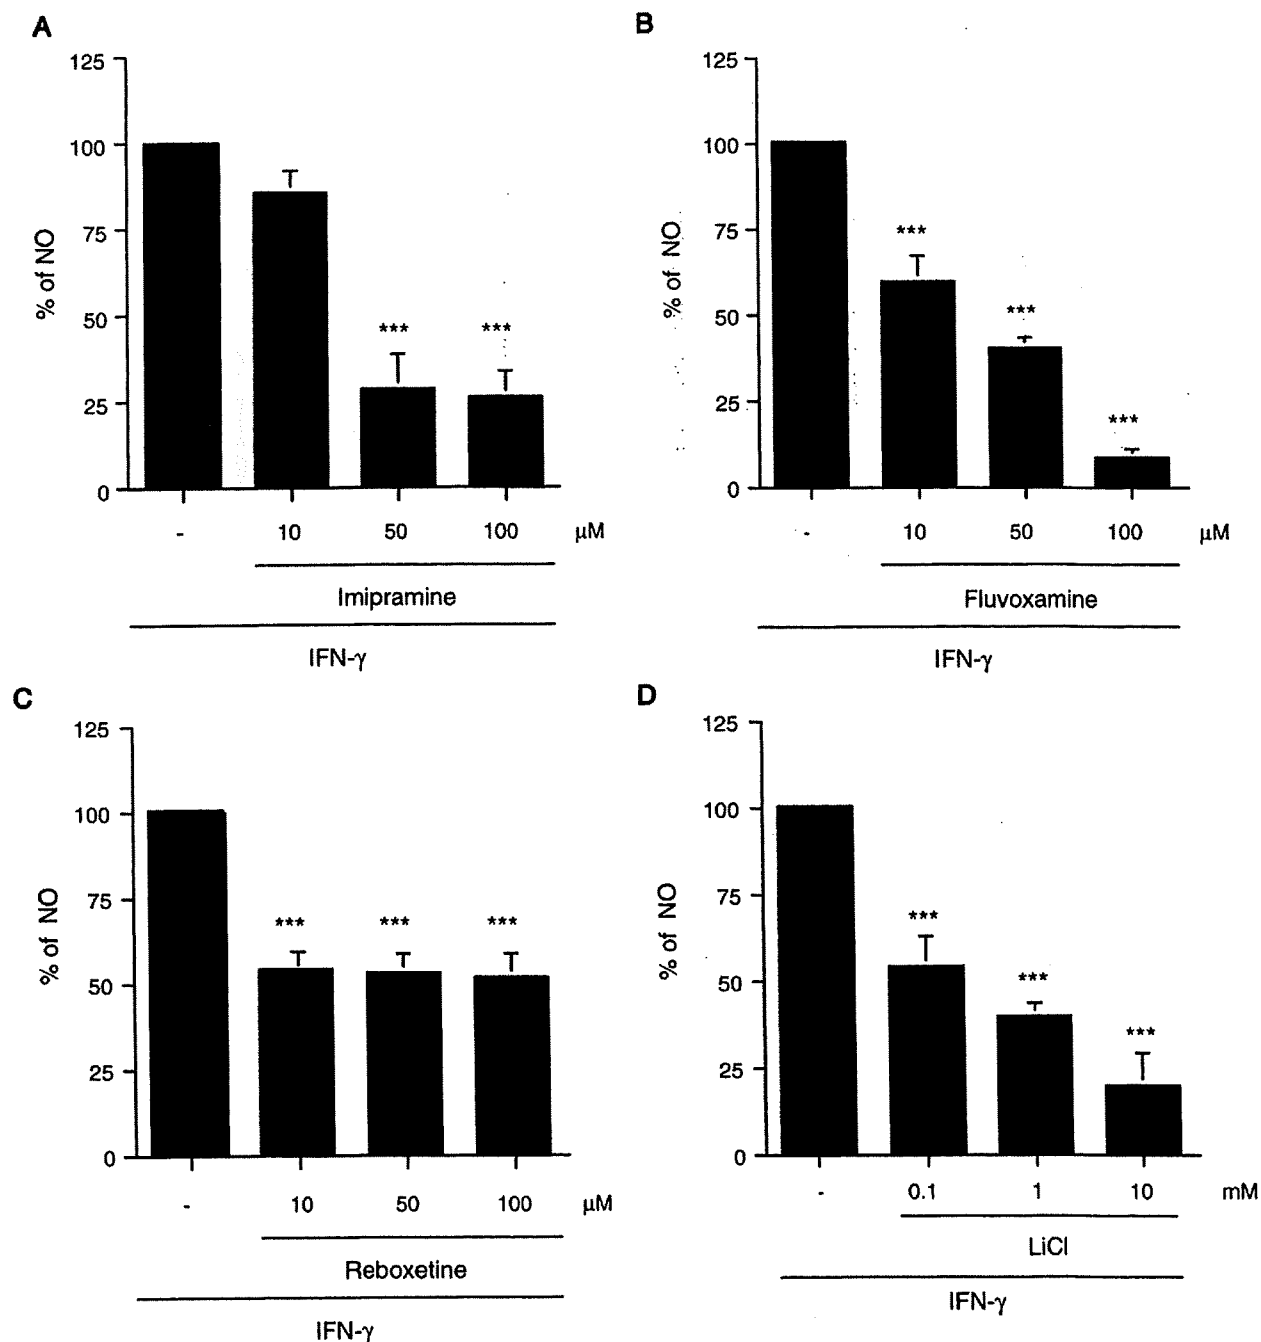 A
125
100
75
50
25
0
% of NO
*** ***
- 10 50 100 µM
Imipramine
IFN-γ
B
125
100
75
50
25
0
% of NO
***
***
***
- 10 50 100 µM
Fluvoxamine
IFN-γ
C
125
100
75
50
25
0
% of NO
*** *** ***
- 10 50 100 µM
Reboxetine
IFN-γ
D
125
100
75
50
25
0
% of NO
***
***
***
- 0.1 1 10 mM
LiCl
IFN-γ